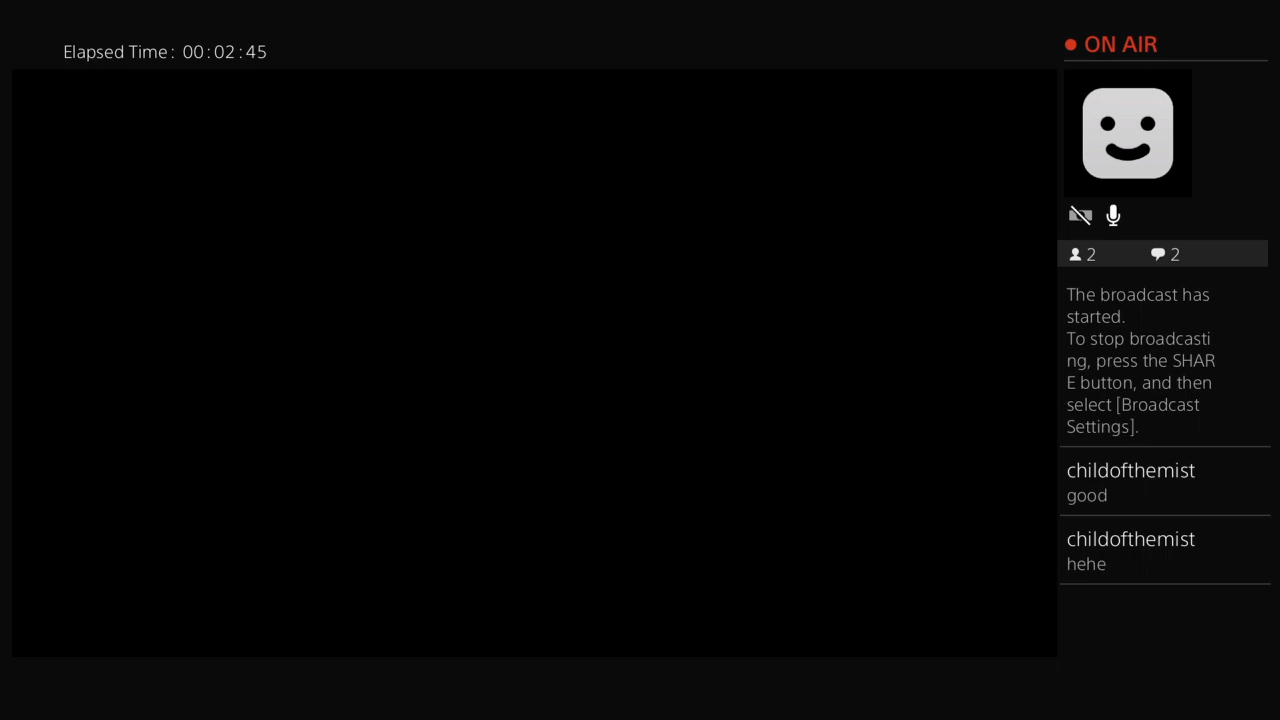 Elapsed Time: 00:02:45
ON AIR
2
2
The broadcast has
started.
To stop broadcasti
ng, press the SHAR
E button, and then
select [Broadcast
Settings].
childofthemist
good
childofthemist
hehe